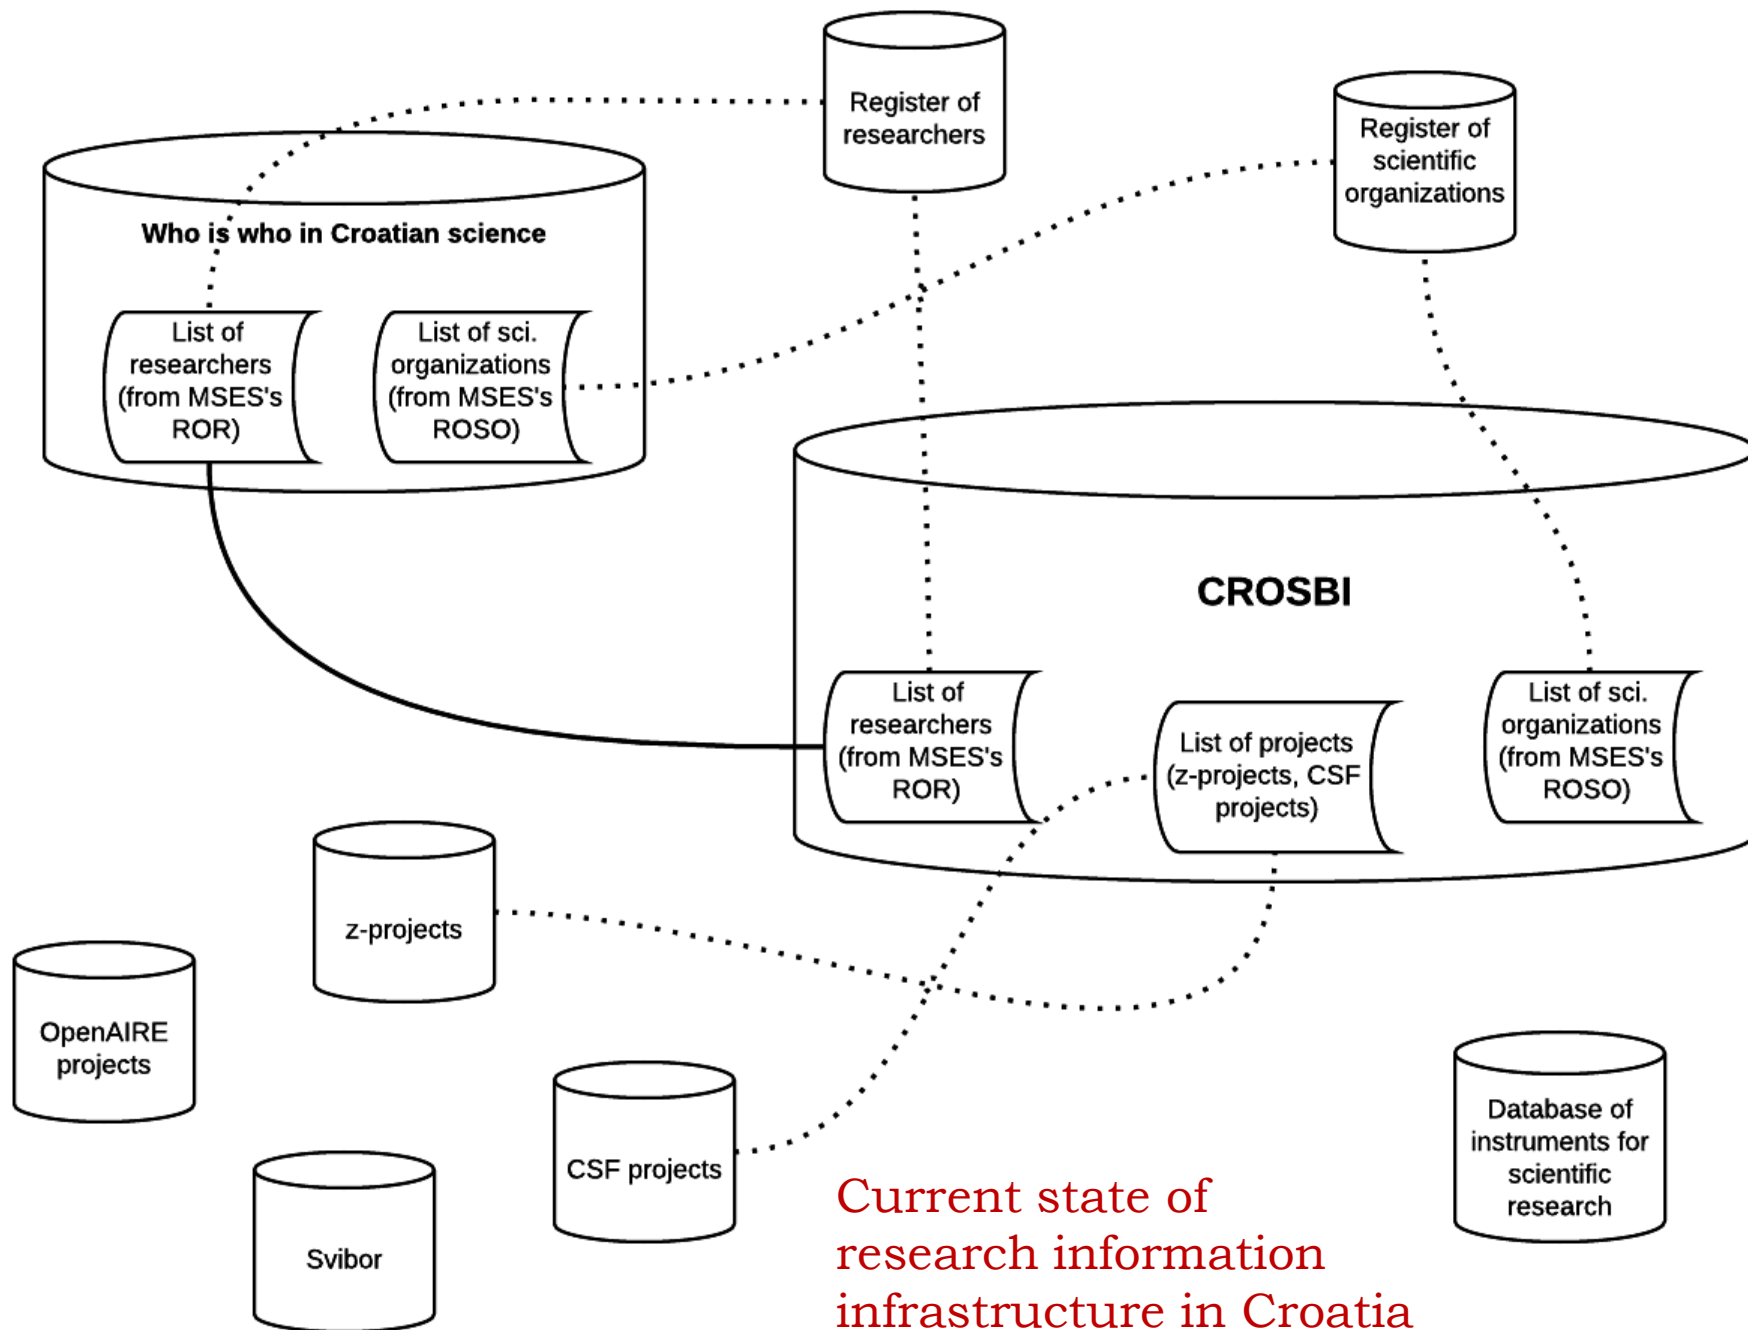 Register of
researchers
Register of
scientific
organizations
Who is who in Croatian science
List of
researchers
(from MSES's
ROR)
List of sci.
organizations
(from MSES's
ROSO)
CROSBI
List of
researchers
(from MSES's
ROR)
List of projects
(z-projects, CSF
projects)
List of sci.
organizations
(from MSES's
ROSO)
z-projects
OpenAIRE
projects
CSF projects
Svibor
Database of
instruments for
scientific
research
Current state of
research information
infrastructure in Croatia